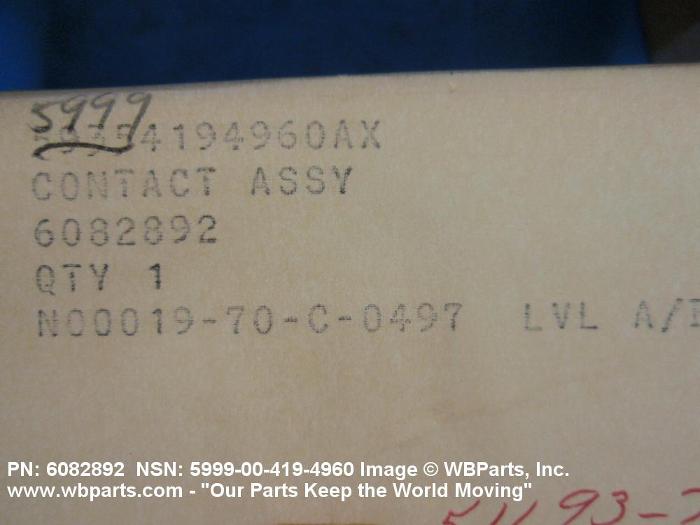 5999
59354194960AX
CONTACT ASSY
6082892
QTY 1
N00019-70-C-0497 LVL A/
PN: 6082892 NSN: 5999-00-419-4960 Image © WBParts, Inc.
www.wbparts.com - "Our Parts Keep the World Moving"